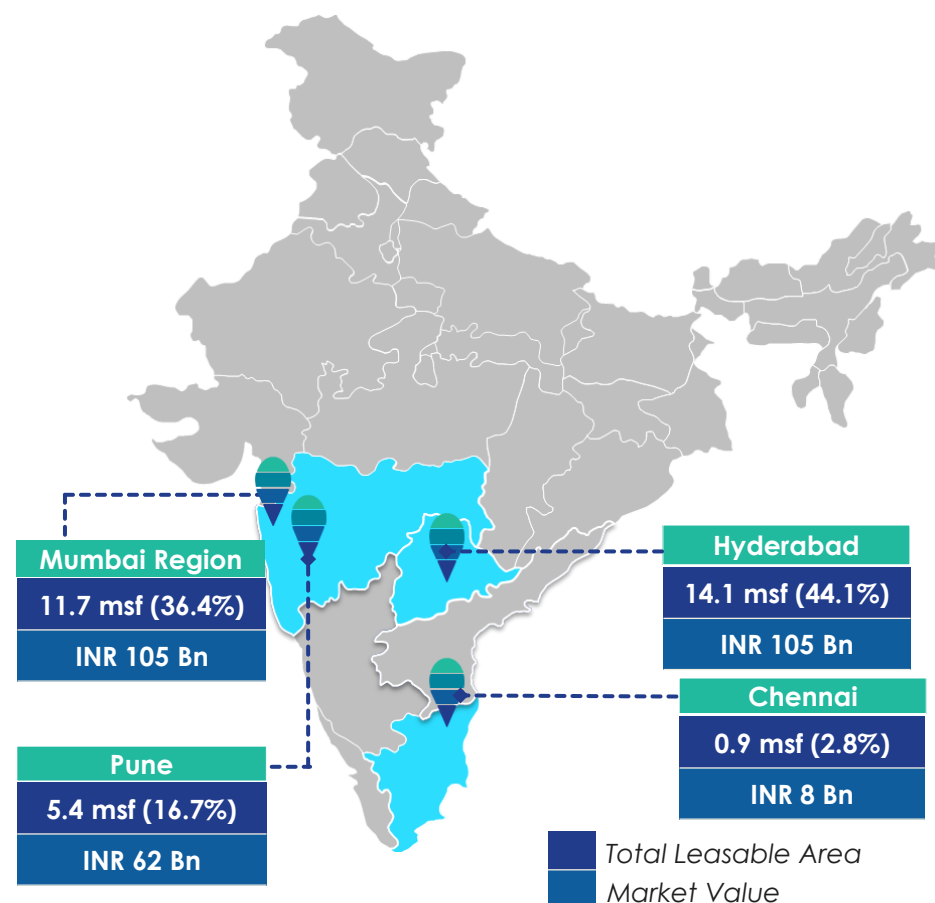 Mumbai Region
11.7 msf (36.4%)
INR 105 Bn
Hyderabad
14.1 msf (44.1%)
INR 105 Bn
Pune
5.4 msf (16.7%)
INR 62 Bn
Chennai
0.9 msf (2.8%)
INR 8 Bn
Total Leasable Area
Market Value